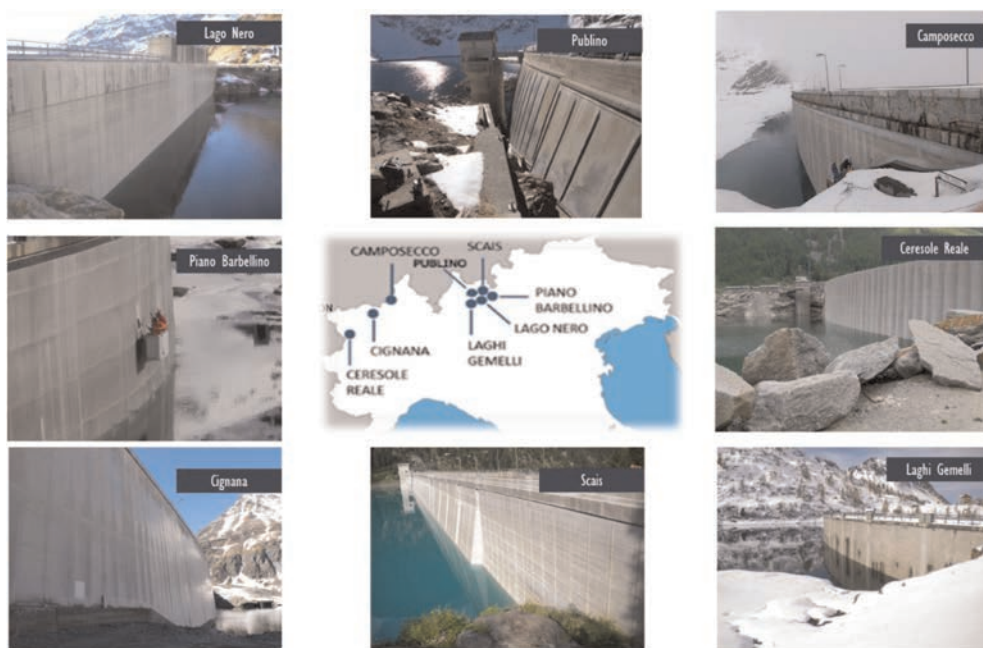 Lago Nero
Publino
Camposecco
Piano Barbellino
CAMPOSECCO
SCAIS
PUBLINO
PIANO
BARBELLINO
LAGO NERO
LAGHI
GEMELLI
CIGNANA
CERESOLE
REALE
ON
Ceresole Reale
Cignana
Scais
Laghi Gemelli